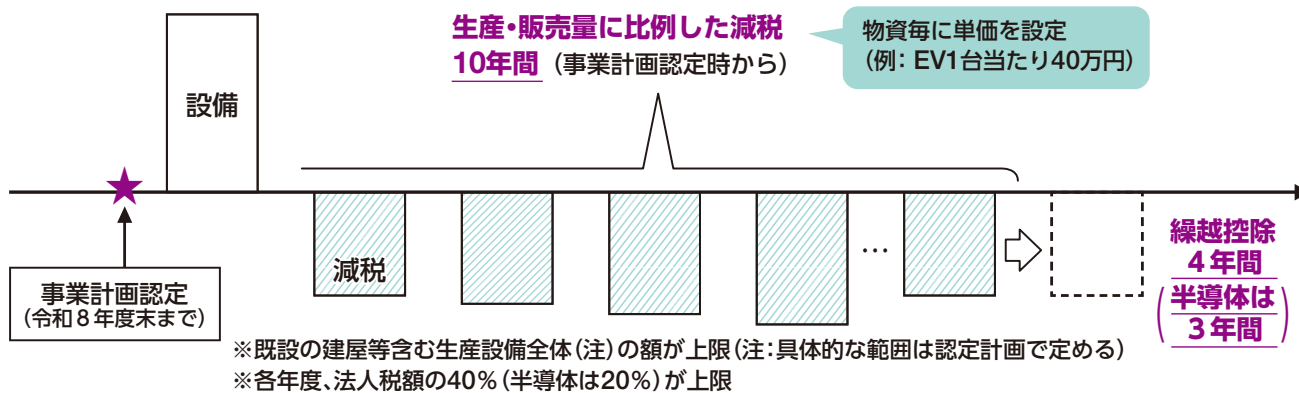 生産・販売量に比例した減税
10年間（事業計画認定時から）
物資毎に単価を設定
（例：EV1台当たり40万円）
設備
減税
…
事業計画認定
（令和８年度末まで）
繰越控除
４年間
（半導体は
３年間）
※既設の建屋等含む生産設備全体（注）の額が上限（注：具体的な範囲は認定計画で定める）
※各年度、法人税額の40％（半導体は20％）が上限